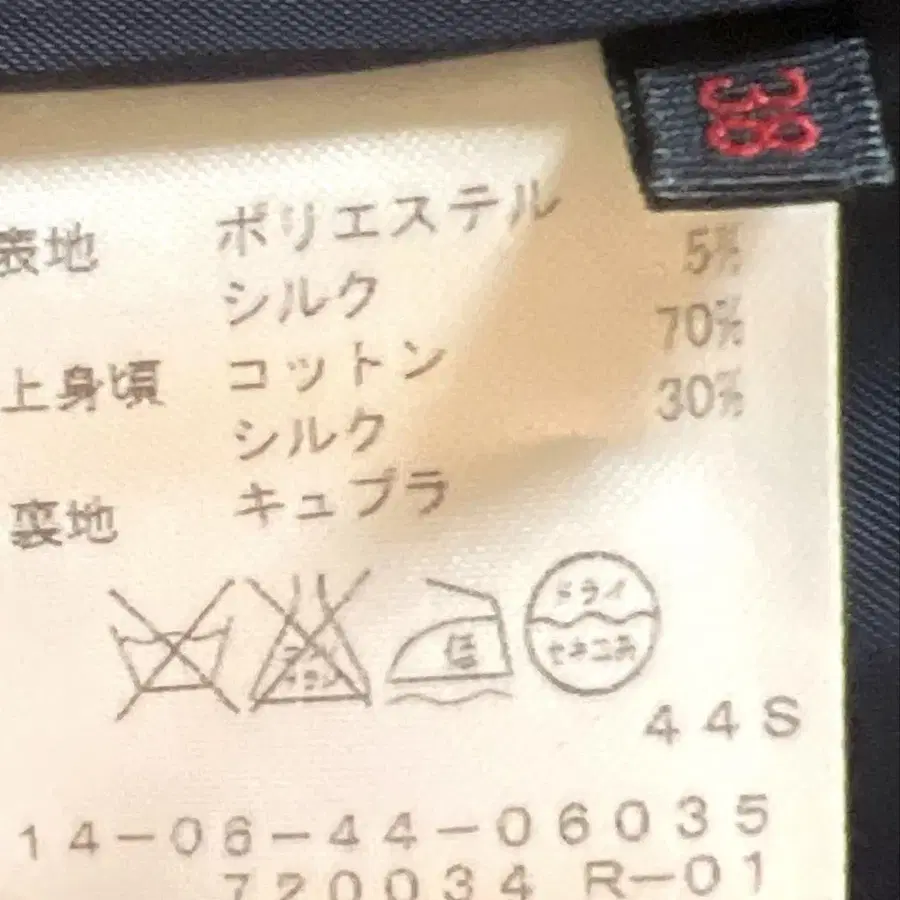 38
表地 ポリエステル
シルク 5%
上身頃 コットン 70%
シルク 30%
裏地 キュプラ
低
ドライ
セキユ系
44S
14-06-44-06035
720034 R-01